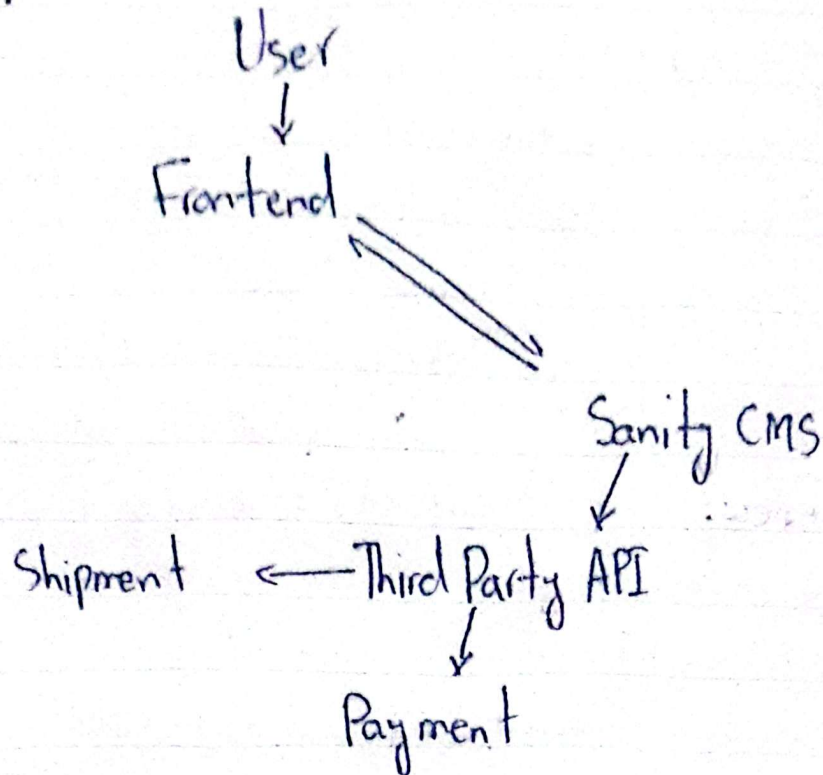 User
Frontend
Sanity CMS
Shipment Third Party API
Payment